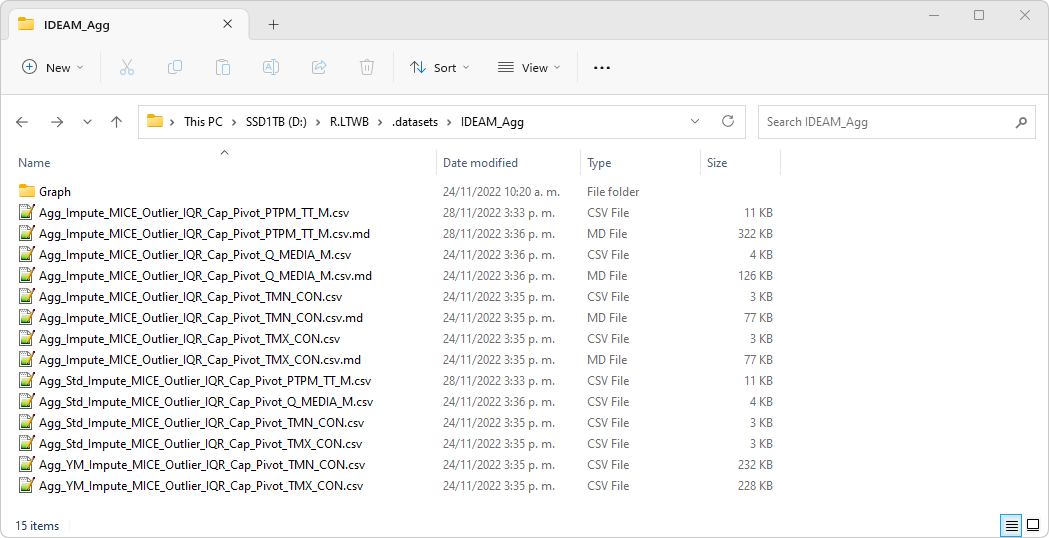 IDEAM_Agg
New Sort View
This PC SSD1TB (D:) R.LTWB .datasets IDEAM_Agg Search IDEAM_Agg
Name Date modified Type Size
Graph 24/11/2022 10:20 a. m. File folder
Agg_Impute_MICE_Outlier_IQR_Cap_Pivot_PTPM_TT_M.csv 28/11/2022 3:33 p. m. CSV File 11 KB
Agg_Impute_MICE_Outlier_IQR_Cap_Pivot_PTPM_TT_M.csv.md 28/11/2022 3:33 p. m. MD File 322 KB
Agg_Impute_MICE_Outlier_IQR_Cap_Pivot_Q_MEDIA_M.csv 24/11/2022 3:36 p. m. CSV File 4 KB
Agg_Impute_MICE_Outlier_IQR_Cap_Pivot_Q_MEDIA_M.csv.md 24/11/2022 3:36 p. m. MD File 126 KB
Agg_Impute_MICE_Outlier_IQR_Cap_Pivot_TMN_CON.csv 24/11/2022 3:35 p. m. CSV File 3 KB
Agg_Impute_MICE_Outlier_IQR_Cap_Pivot_TMN_CON.csv.md 24/11/2022 3:35 p. m. MD File 77 KB
Agg_Impute_MICE_Outlier_IQR_Cap_Pivot_TMX_CON.csv 24/11/2022 3:35 p. m. CSV File 3 KB
Agg_Impute_MICE_Outlier_IQR_Cap_Pivot_TMX_CON.csv.md 24/11/2022 3:35 p. m. MD File 77 KB
Agg_Std_Impute_MICE_Outlier_IQR_Cap_Pivot_PTPM_TT_M.csv 28/11/2022 3:33 p. m. CSV File 11 KB
Agg_Std_Impute_MICE_Outlier_IQR_Cap_Pivot_Q_MEDIA_M.csv 24/11/2022 3:36 p. m. CSV File 4 KB
Agg_Std_Impute_MICE_Outlier_IQR_Cap_Pivot_TMN_CON.csv 24/11/2022 3:35 p. m. CSV File 3 KB
Agg_Std_Impute_MICE_Outlier_IQR_Cap_Pivot_TMX_CON.csv 24/11/2022 3:35 p. m. CSV File 3 KB
Agg_YM_Impute_MICE_Outlier_IQR_Cap_Pivot_TMN_CON.csv 24/11/2022 3:35 p. m. CSV File 232 KB
Agg_YM_Impute_MICE_Outlier_IQR_Cap_Pivot_TMX_CON.csv 24/11/2022 3:35 p. m. CSV File 228 KB
15 items